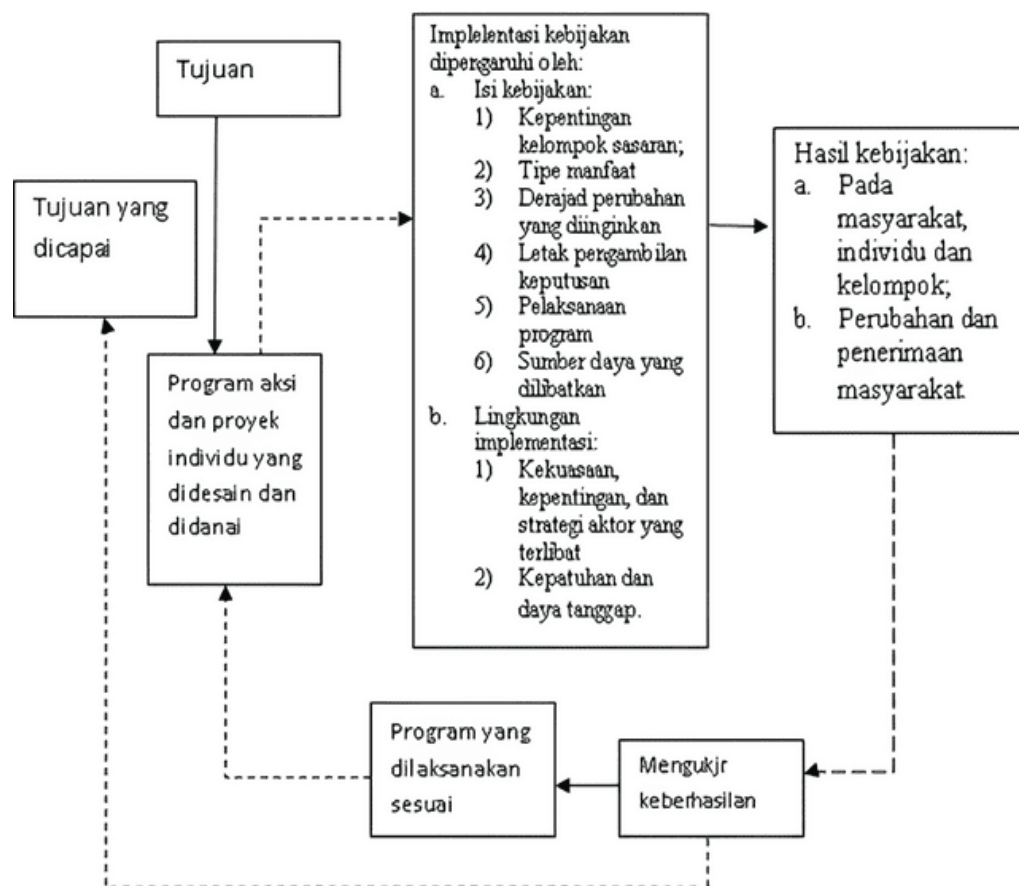 Tujuan
Tujuan yang
dicapai
Program aksi
dan proyek
individu yang
didesain dan
didanai
Implelentasi kebijakan
dipengaruhi oleh:
a. Isi kebijakan:
1) Kepentingan
kelompok sasaran;
2) Tipe manfaat
3) Derajad perubahan
yang diinginkan
4) Letak pengambilan
keputusan
5) Pelaksanaan
program
6) Sumber daya yang
dilibatkan
b. Lingkungan
implementasi:
1) Kekuasaan,
kepentingan, dan
strategi aktor yang
terlibat
2) Kepatuhan dan
daya tanggap.
Hasil kebijakan:
a. Pada
masyarakat,
individu dan
kelompok;
b. Perubahan dan
penerimaan
masyarakat.
Program yang
dilaksanakan
sesuai
Mengukjr
keberhasilan